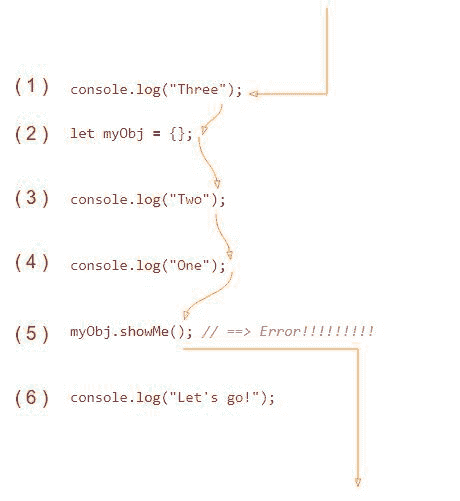 (1) console.log("Three");
(2) let myObj = {};
(3) console.log("Two");
(4) console.log("One");
(5) myObj.showMe(); // ==> Error!!!!!!!!!
(6) console.log("Let's go!");